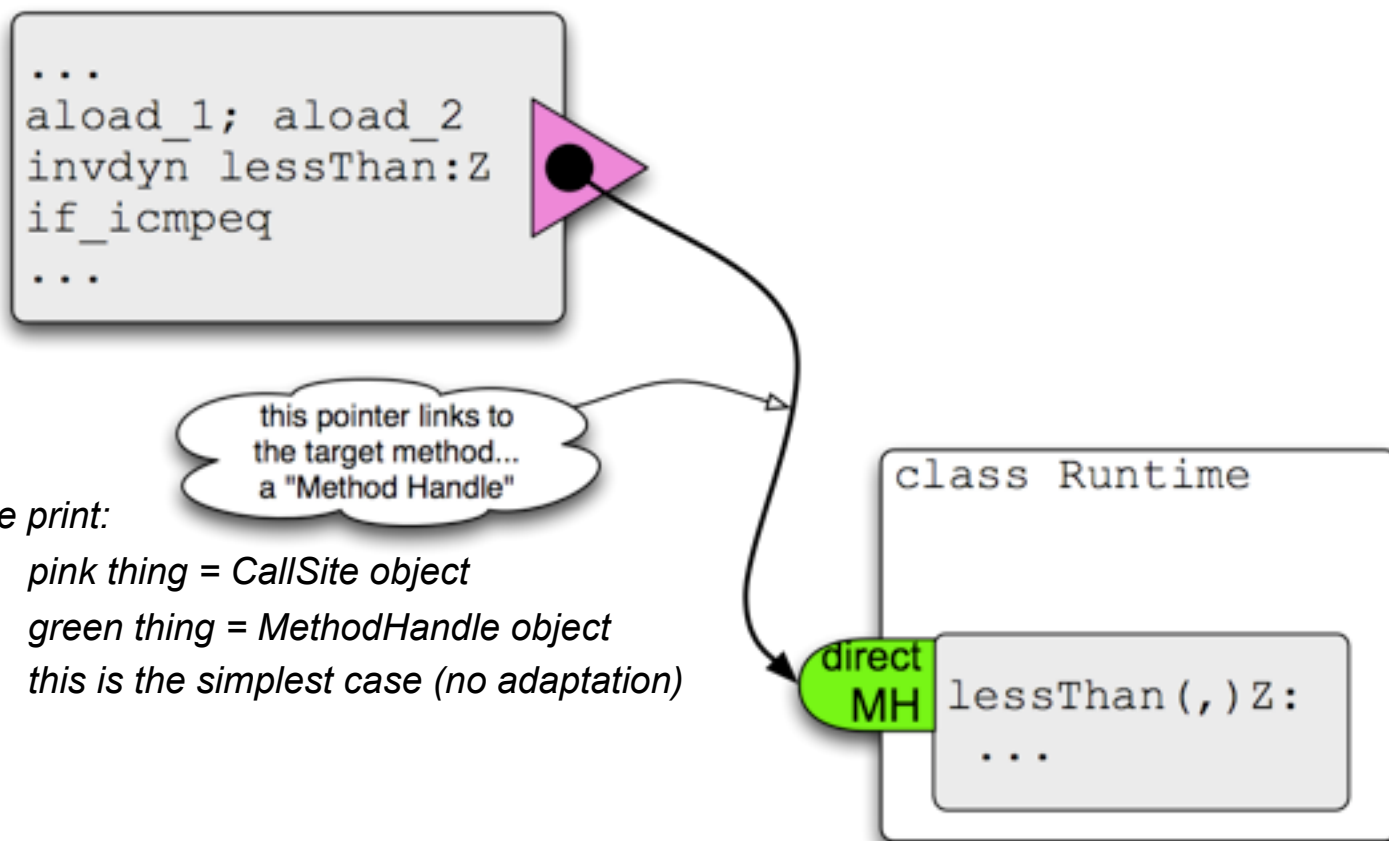 ...
aload_1; aload_2
invdyn lessThan:Z
if_icmpeq
...
this pointer links to
the target method...
a "Method Handle"
e print:
pink thing = CallSite object
green thing = MethodHandle object
this is the simplest case (no adaptation)
class Runtime
direct
MH
lessThan(,)Z:
...